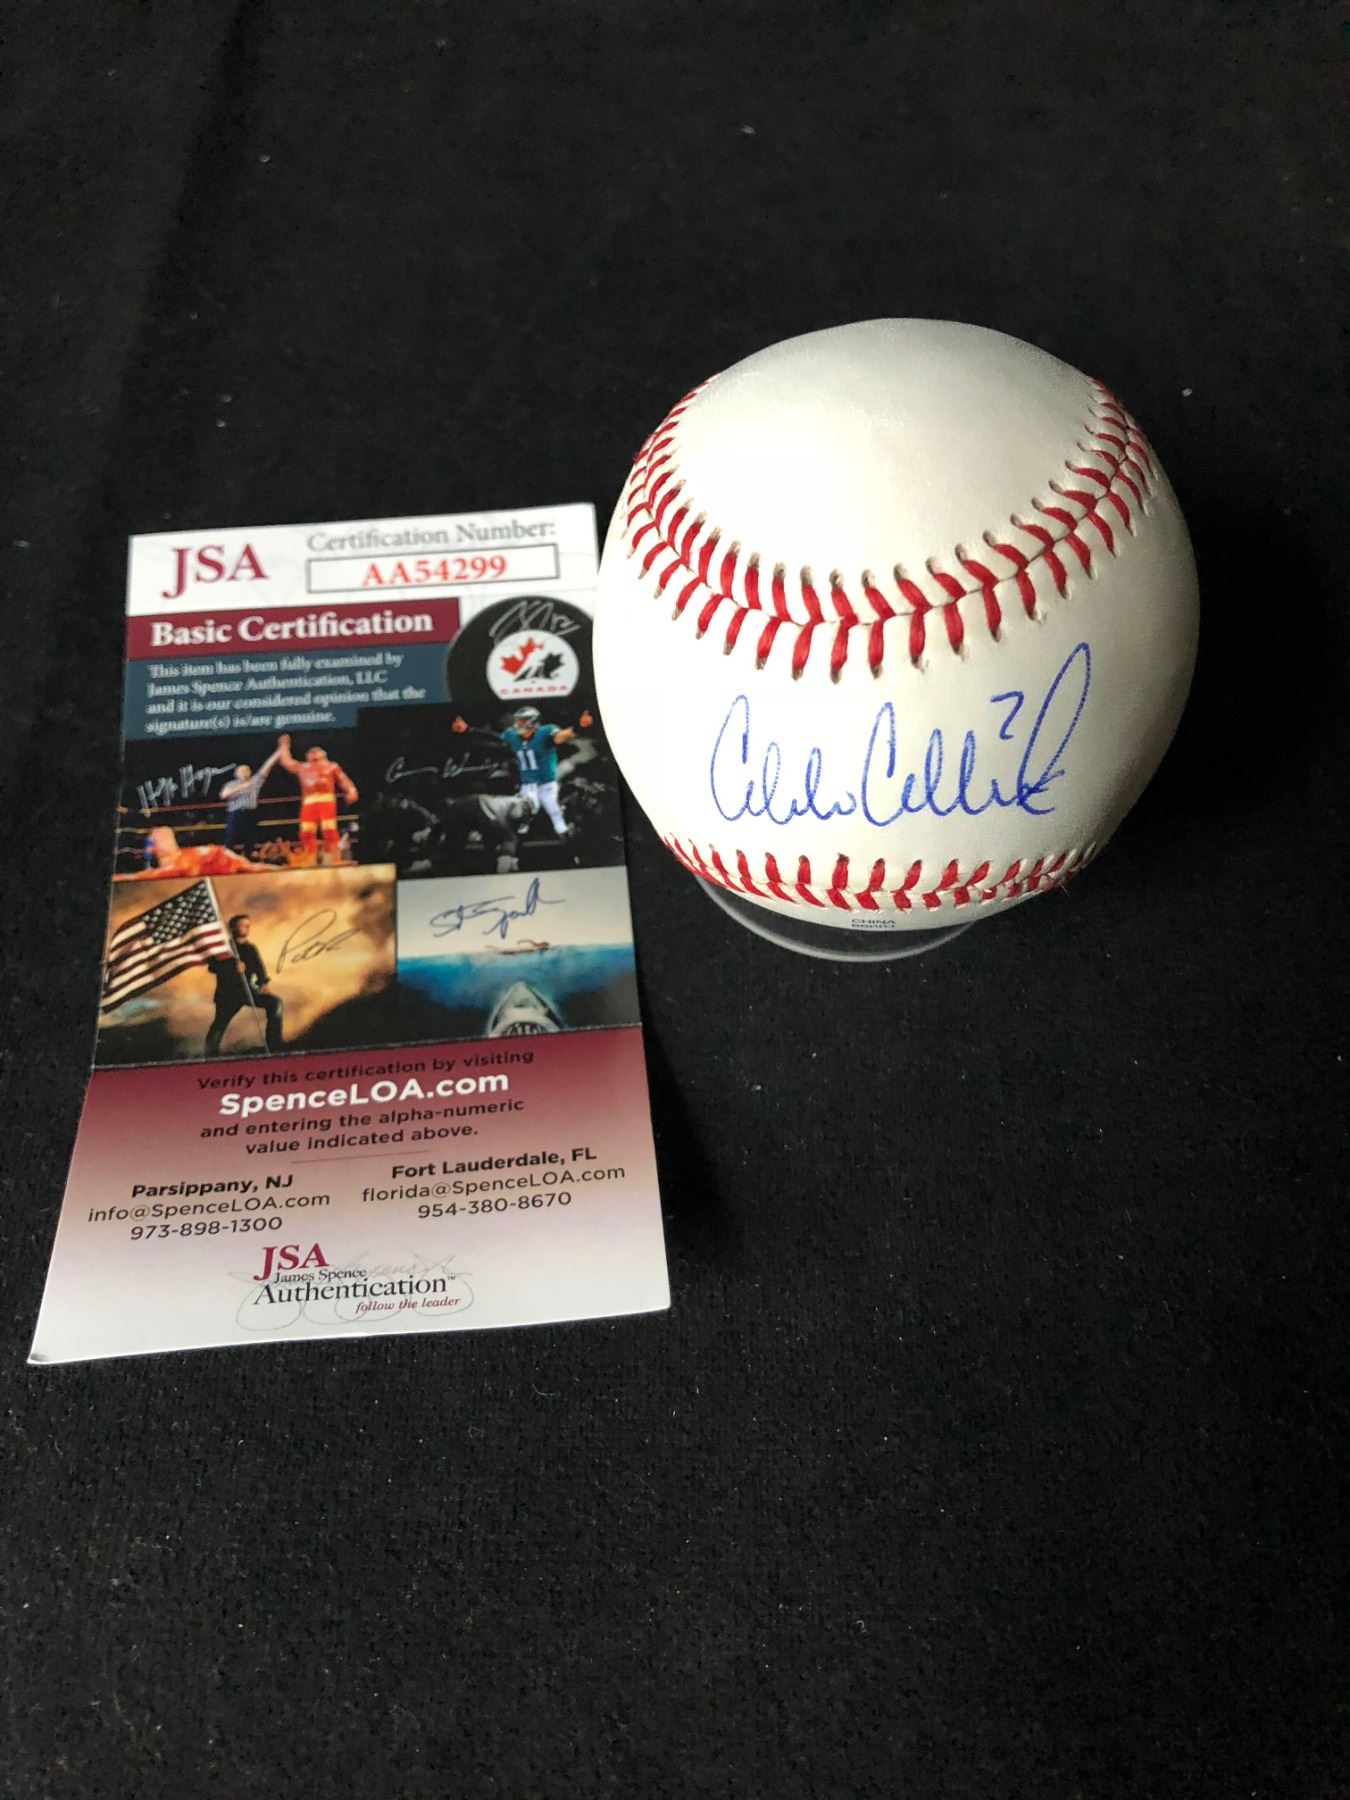 JSA
Certification Number:
AA54299
Basic Certification
This item has been fully examined by
James Spence Authentication, LLC
and it is our considered opinion that the
signature(s) is/are genuine.
CANADA
11
Verify this certification by visiting
SpenceLOA.com
and entering the alpha-numeric
value indicated above.
Parsippany, NJ
info@SpenceLOA.com
973-898-1300
Fort Lauderdale, FL
florida@SpenceLOA.com
954-380-8670
JSA
James Spence
Authentication™
follow the leader
CHINA